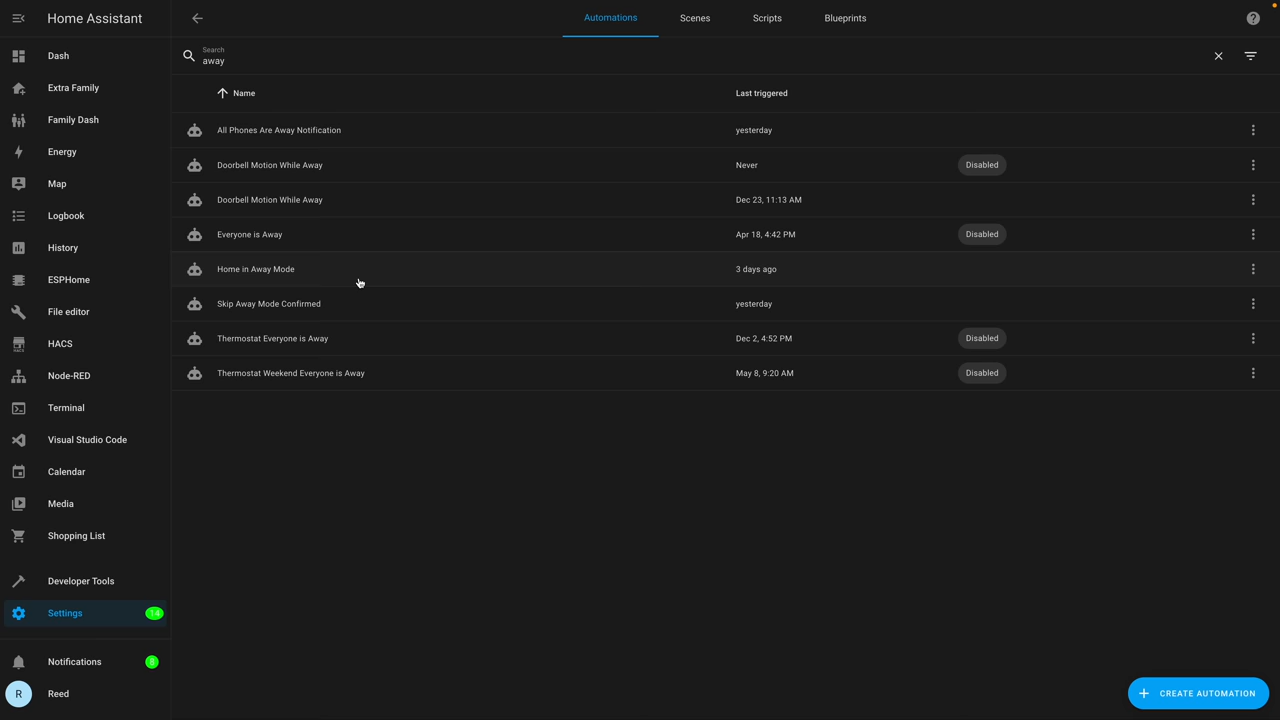 Home Assistant
Automations
Scenes
Scripts
Blueprints
Dash
Extra Family
Family Dash
Energy
Map
Logbook
History
ESPHome
File editor
HACS
Node-RED
Terminal
Visual Studio Code
Calendar
Media
Shopping List
Developer Tools
Settings 14
Notifications 8
R Reed
Search
away
Name Last triggered
All Phones Are Away Notification yesterday
Doorbell Motion While Away Never Disabled
Doorbell Motion While Away Dec 23, 11:13 AM
Everyone is Away Apr 18, 4:42 PM Disabled
Home in Away Mode 3 days ago
Skip Away Mode Confirmed yesterday
Thermostat Everyone is Away Dec 2, 4:52 PM Disabled
Thermostat Weekend Everyone is Away May 8, 9:20 AM Disabled
CREATE AUTOMATION